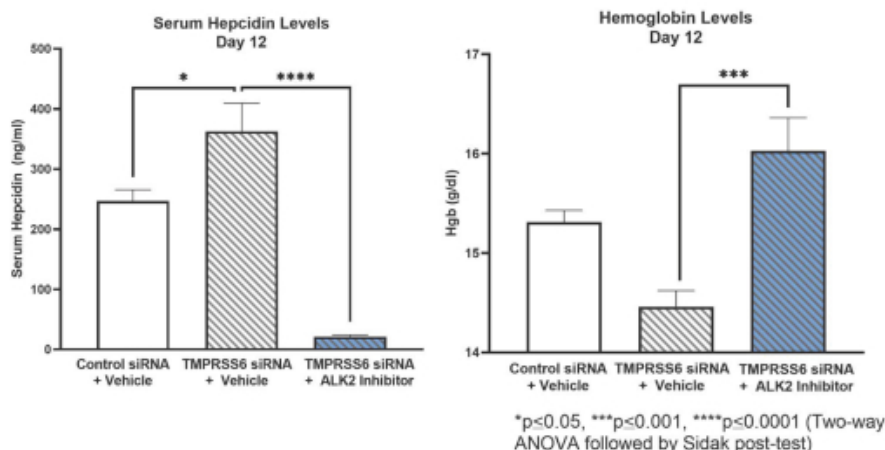 Serum Hepcidin Levels
Day 12
500
400
300
200
100
0
Serum Hepcidin (ng/ml)
*
****
Control siRNA
+ Vehicle
TMPRSS6 siRNA
+ Vehicle
TMPRSS6 siRNA
+ ALK2 Inhibitor
Hemoglobin Levels
Day 12
17
16
15
14
Hgb (g/dl)
***
Control siRNA
+ Vehicle
TMPRSS6 siRNA
+ Vehicle
TMPRSS6 siRNA
+ ALK2 Inhibitor
*p≤0.05, ***p≤0.001, ****p≤0.0001 (Two-way
ANOVA followed by Sidak post-test)